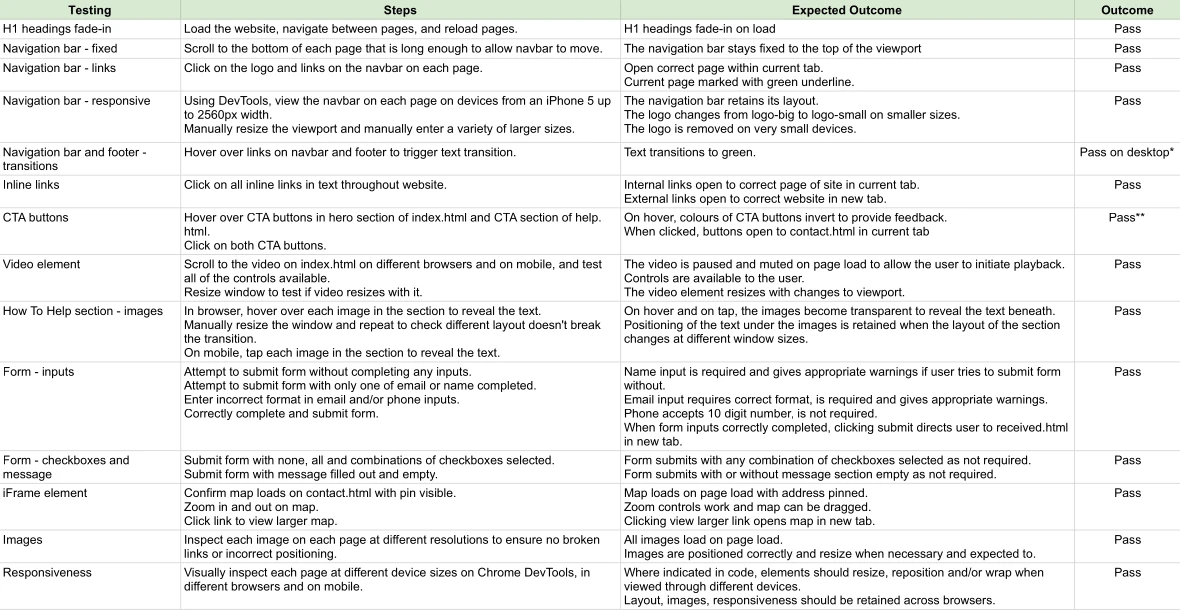 Testing Steps Expected Outcome Outcome
H1 headings fade-in Load the website, navigate between pages, and reload pages. H1 headings fade-in on load Pass
Navigation bar - fixed Scroll to the bottom of each page that is long enough to allow navbar to move. The navigation bar stays fixed to the top of the viewport Pass
Navigation bar - links Click on the logo and links on the navbar on each page. Open correct page within current tab. Pass
Current page marked with green underline.
Navigation bar - responsive Using DevTools, view the navbar on each page on devices from an iPhone 5 up The navigation bar retains its layout. Pass
to 2560px width. The logo changes from logo-big to logo-small on smaller sizes.
Manually resize the viewport and manually enter a variety of larger sizes. The logo is removed on very small devices.
Navigation bar and footer - Hover over links on navbar and footer to trigger text transition. Text transitions to green. Pass on desktop*
transitions
Inline links Click on all inline links in text throughout website. Internal links open to correct page of site in current tab. Pass
External links open to correct website in new tab.
CTA buttons Hover over CTA buttons in hero section of index.html and CTA section of help. On hover, colours of CTA buttons invert to provide feedback. Pass**
html. When clicked, buttons open to contact.html in current tab
Click on both CTA buttons.
Video element Scroll to the video on index.html on different browsers and on mobile, and test The video is paused and muted on page load to allow the user to initiate playback. Pass
all of the controls available. Controls are available to the user.
Resize window to test if video resizes with it. The video element resizes with changes to viewport.
How To Help section - images In browser, hover over each image in the section to reveal the text. On hover and on tap, the images become transparent to reveal the text beneath. Pass
Manually resize the window and repeat to check different layout doesn't break Positioning of the text under the images is retained when the layout of the section
the transition. changes at different window sizes.
On mobile, tap each image in the section to reveal the text.
Form - inputs Attempt to submit form without completing any inputs. Name input is required and gives appropriate warnings if user tries to submit form Pass
Attempt to submit form with only one of email or name completed. without.
Enter incorrect format in email and/or phone inputs. Email input requires correct format, is required and gives appropriate warnings.
Correctly complete and submit form. Phone accepts 10 digit number, is not required.
When form inputs correctly completed, clicking submit directs user to received.html
in new tab.
Form - checkboxes and Submit form with none, all and combinations of checkboxes selected. Form submits with any combination of checkboxes selected as not required. Pass
message Submit form with message filled out and empty. Form submits with or without message section empty as not required.
iFrame element Confirm map loads on contact.html with pin visible. Map loads on page load with address pinned. Pass
Zoom in and out on map. Zoom controls work and map can be dragged.
Click link to view larger map. Clicking view larger link opens map in new tab.
Images Inspect each image on each page at different resolutions to ensure no broken All images load on page load. Pass
links or incorrect positioning. Images are positioned correctly and resize when necessary and expected to.
Responsiveness Visually inspect each page at different device sizes on Chrome DevTools, in Where indicated in code, elements should resize, reposition and/or wrap when Pass
different browsers and on mobile. viewed through different devices.
Layout, images, responsiveness should be retained across browsers.